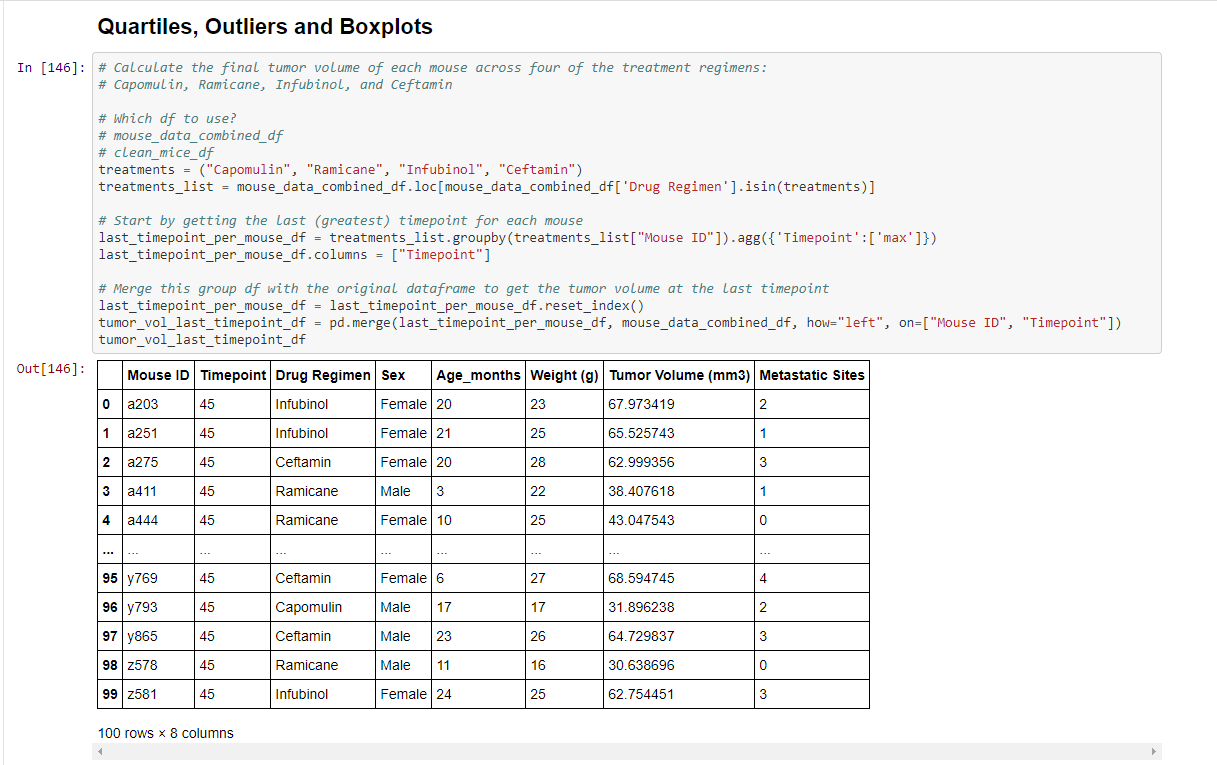 Quartiles, Outliers and Boxplots
In [146]:
# Calculate the final tumor volume of each mouse across four of the treatment regimens:
# Capomulin, Ramicane, Infubinol, and Ceftamin
# Which df to use?
# mouse_data_combined_df
# clean_mice_df
treatments = ("Capomulin", "Ramicane", "Infubinol", "Ceftamin")
treatments_list = mouse_data_combined_df.loc[mouse_data_combined_df['Drug Regimen'].isin(treatments)]
# Start by getting the last (greatest) timepoint for each mouse
last_timepoint_per_mouse_df = treatments_list.groupby(treatments_list["Mouse ID"]).agg({'Timepoint':['max']})
last_timepoint_per_mouse_df.columns = ["Timepoint"]
# Merge this group df with the original dataframe to get the tumor volume at the last timepoint
last_timepoint_per_mouse_df = last_timepoint_per_mouse_df.reset_index()
tumor_vol_last_timepoint_df = pd.merge(last_timepoint_per_mouse_df, mouse_data_combined_df, how="left", on=["Mouse ID", "Timepoint"])
tumor_vol_last_timepoint_df
Out[146]:
Mouse ID Timepoint Drug Regimen Sex Age_months Weight (g) Tumor Volume (mm3) Metastatic Sites
0 a203 45 Infubinol Female 20 23 67.973419 2
1 a251 45 Infubinol Female 21 25 65.525743 1
2 a275 45 Ceftamin Female 20 28 62.999356 3
3 a411 45 Ramicane Male 3 22 38.407618 1
4 a444 45 Ramicane Female 10 25 43.047543 0
... ... ... ... ... ... ... ... ...
95 y769 45 Ceftamin Female 6 27 68.594745 4
96 y793 45 Capomulin Male 17 17 31.896238 2
97 y865 45 Ceftamin Male 23 26 64.729837 3
98 z578 45 Ramicane Male 11 16 30.638696 0
99 z581 45 Infubinol Female 24 25 62.754451 3
100 rows × 8 columns